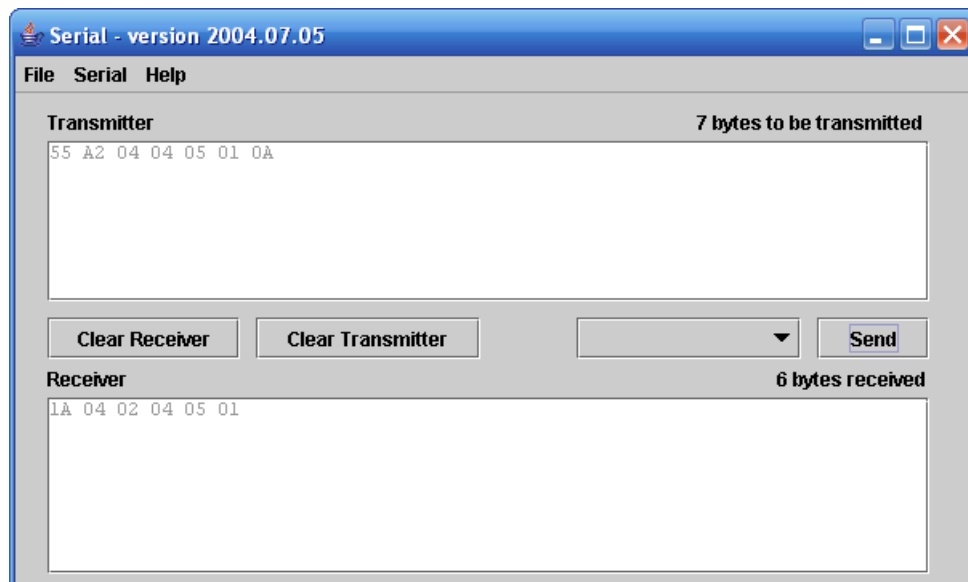 Serial - version 2004.07.05
File Serial Help
Transmitter 7 bytes to be transmitted
55 A2 04 04 05 01 0A
Clear Receiver Clear Transmitter Send
Receiver 6 bytes received
1A 04 02 04 05 01